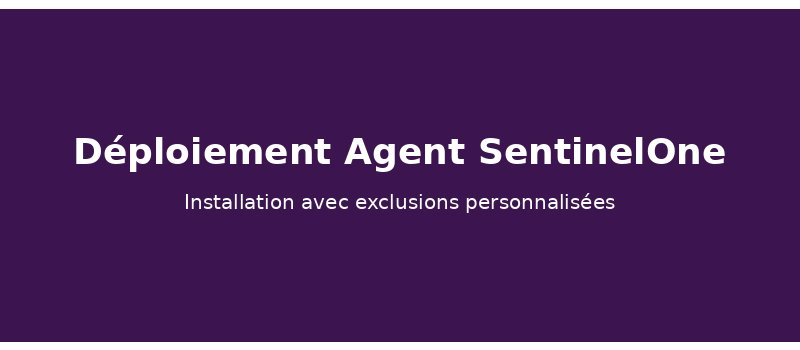 Déploiement Agent SentinelOne
Installation avec exclusions personnalisées